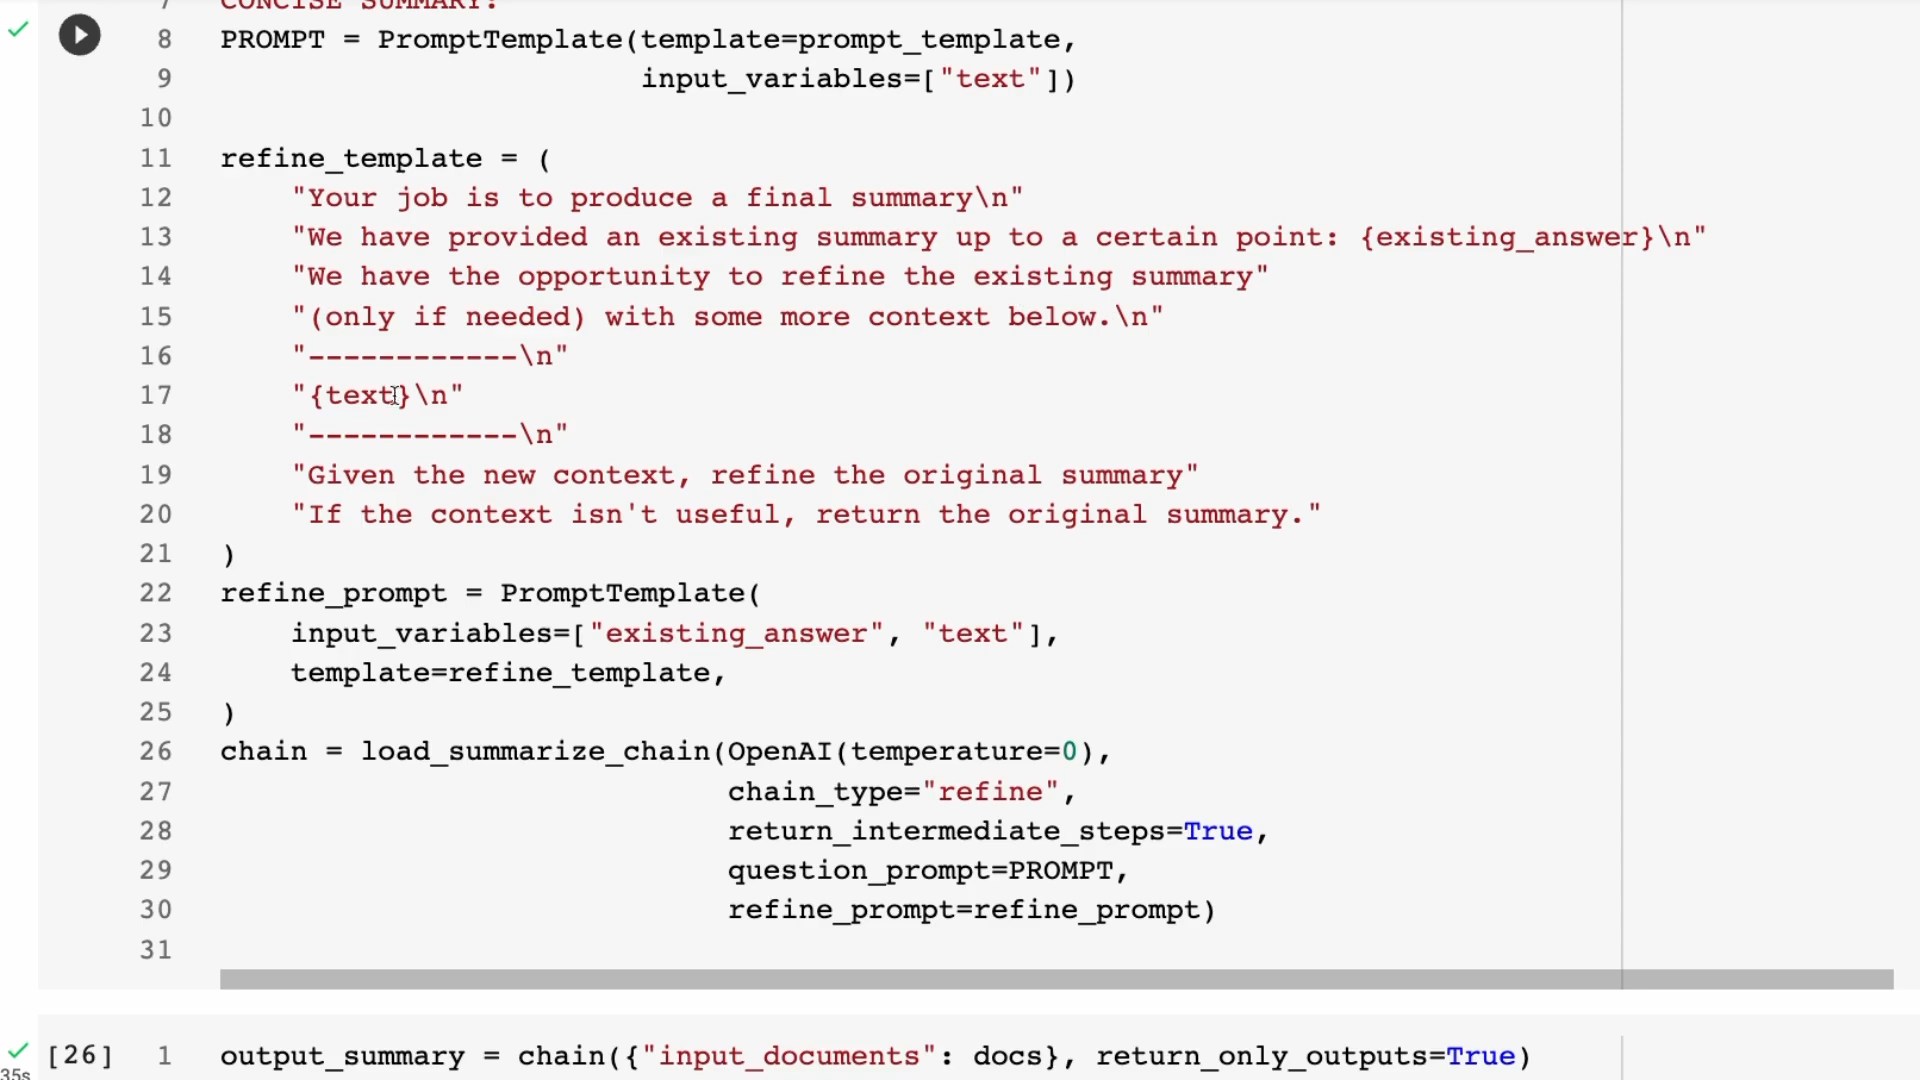 7 CONCISE SUMMARY:
8 PROMPT = PromptTemplate(template=prompt_template,
9 input_variables=["text"])
10
11 refine_template = (
12 "Your job is to produce a final summary\n"
13 "We have provided an existing summary up to a certain point: {existing_answer}\n"
14 "We have the opportunity to refine the existing summary"
15 "(only if needed) with some more context below.\n"
16 "------------\n"
17 "{text}\n"
18 "------------\n"
19 "Given the new context, refine the original summary"
20 "If the context isn't useful, return the original summary."
21 )
22 refine_prompt = PromptTemplate(
23 input_variables=["existing_answer", "text"],
24 template=refine_template,
25 )
26 chain = load_summarize_chain(OpenAI(temperature=0),
27 chain_type="refine",
28 return_intermediate_steps=True,
29 question_prompt=PROMPT,
30 refine_prompt=refine_prompt)
31
[26] 1 output_summary = chain({"input_documents": docs}, return_only_outputs=True)
35s